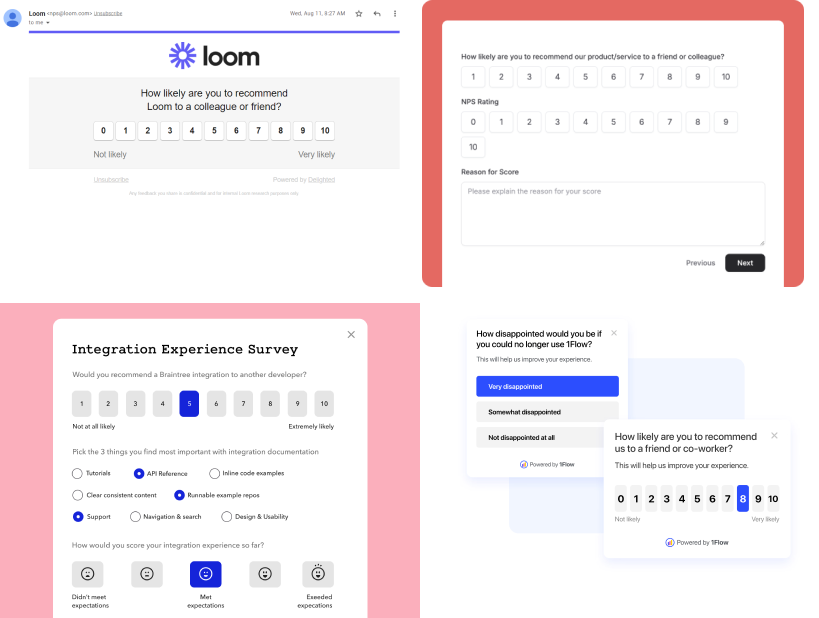 Loom <nps@loom.com> Unsubscribe
to me
Wed, Aug 11, 8:27 AM
loom
How likely are you to recommend
Loom to a colleague or friend?
0 1 2 3 4 5 6 7 8 9 10
Not likely Very likely
Unsubscribe Powered by Delighted
Any feedback you leave is confidential and for internal Loom research purposes only.
How likely are you to recommend our product/service to a friend or colleague?
1 2 3 4 5 6 7 8 9 10
NPS Rating
0 1 2 3 4 5 6 7 8 9
10
Reason for Score
Please explain the reason for your score
Previous Next
Integration Experience Survey
Would you recommend a Braintree integration to another developer?
1 2 3 4 5 6 7 8 9 10
Not at all likely Extremely likely
Pick the 3 things you find most important with integration documentation
Tutorials API Reference Inline code examples
Clear consistent content Runnable example repos
Support Navigation & search Design & Usability
How would you score your integration experience so far?
Didn't meet Met Exeeded
expectations expectations expecations
How disappointed would you be if
you could no longer use 1Flow?
This will help us improve your experience.
Very disappointed
Somewhat disappointed
Not disappointed at all
Powered by 1Flow
How likely are you to recommend
us to a friend or co-worker?
This will help us improve your experience.
0 1 2 3 4 5 6 7 8 9 10
Not likely Very likely
Powered by 1Flow